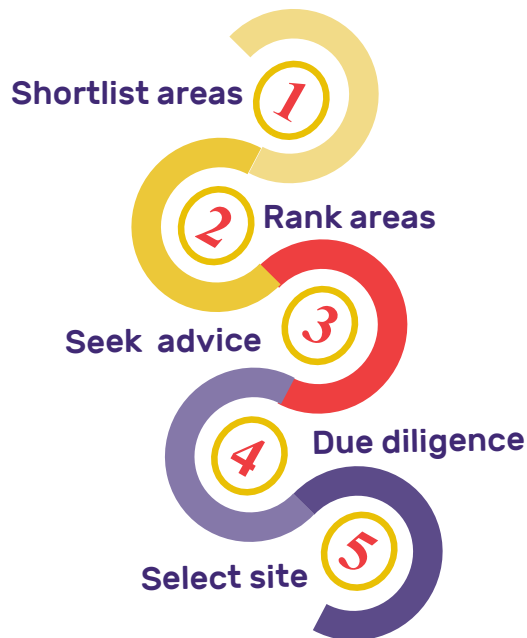 1
Shortlist areas
2
Rank areas
3
Seek advice
4
Due diligence
5
Select site